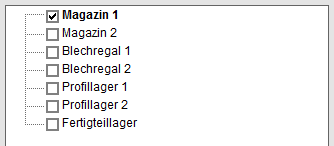 Magazin 1
Magazin 2
Blechregal 1
Blechregal 2
Profillager 1
Profillager 2
Fertigteillager